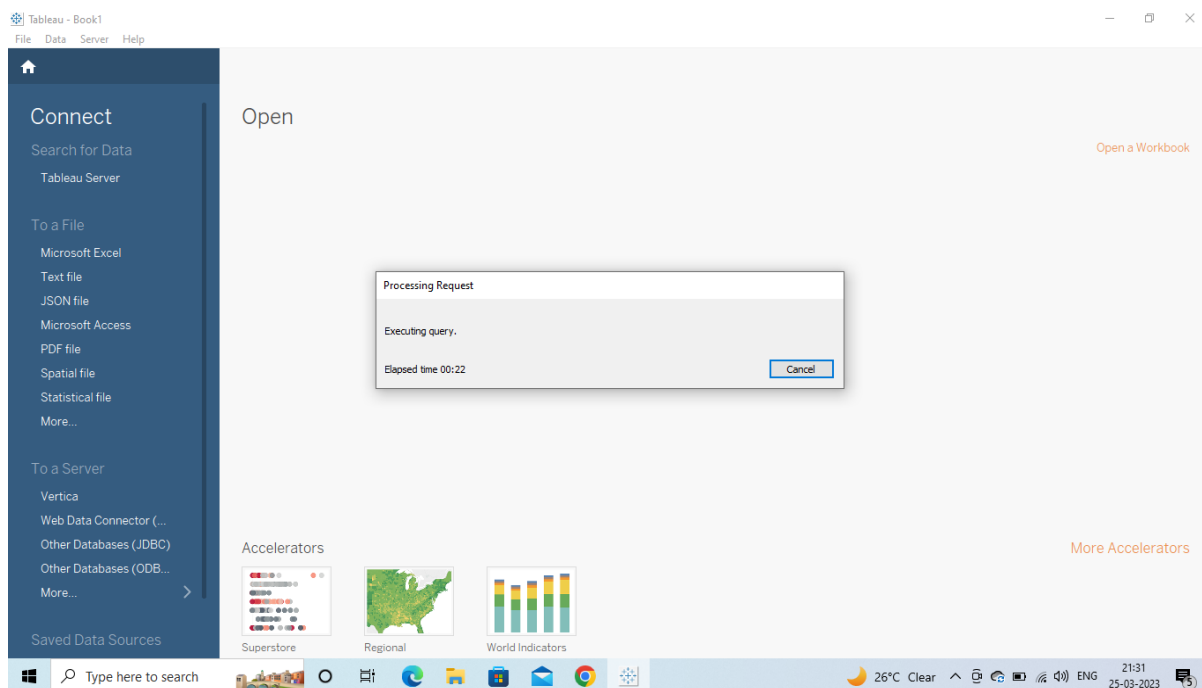 Tableau - Book1
File Data Server Help
Connect
Search for Data
Tableau Server
To a File
Microsoft Excel
Text file
JSON file
Microsoft Access
PDF file
Spatial file
Statistical file
More...
To a Server
Vertica
Web Data Connector (...
Other Databases (JDBC)
Other Databases (ODB...
More...
Saved Data Sources
Open
Open a Workbook
Processing Request
Executing query.
Elapsed time 00:22
Cancel
Accelerators
More Accelerators
Superstore
Regional
World Indicators
Type here to search
26°C Clear
ENG
21:31
25-03-2023
5